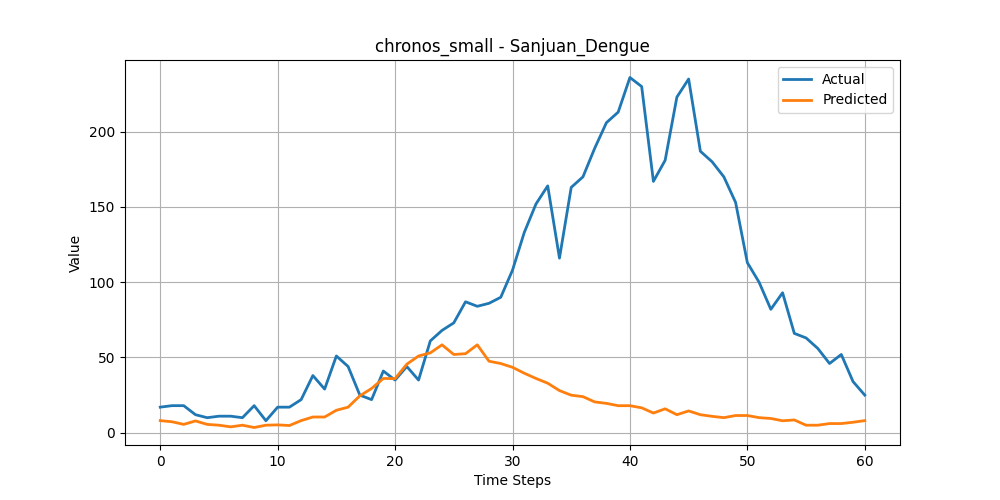 chronos_small - Sanjuan_Dengue
Actual
Predicted
Value
200
150
100
50
0
0 10 20 30 40 50 60
Time Steps